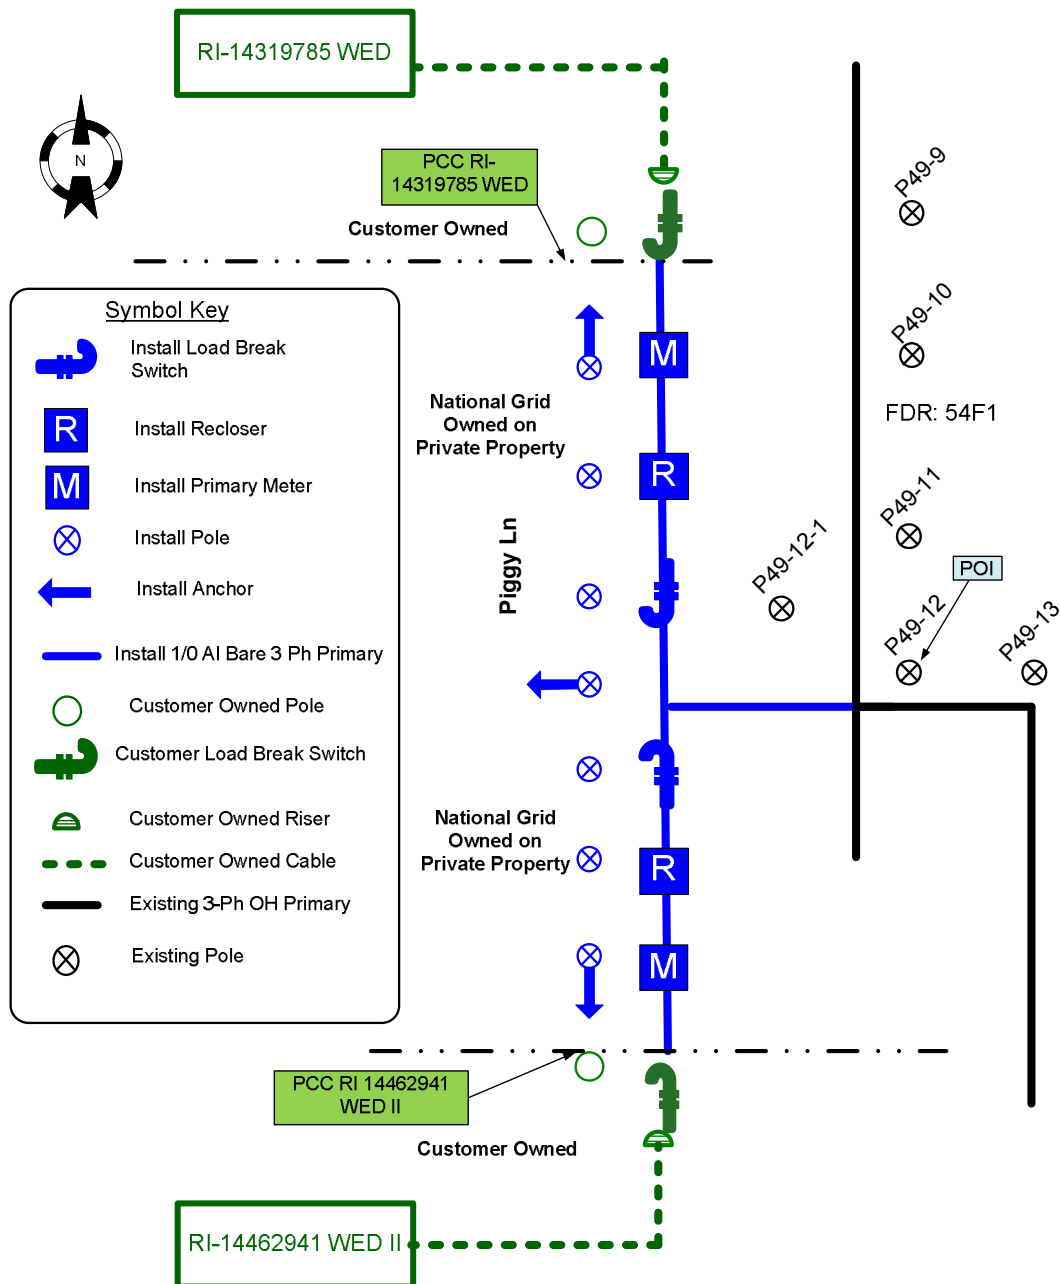 RI-14319785 WED
N
PCC RI-
14319785 WED
Customer Owned
P49-9
P49-10
FDR: 54F1
P49-11
P49-12-1
POI
P49-12
P49-13
Symbol Key
Install Load Break
Switch
R
Install Recloser
M
Install Primary Meter
Install Pole
Install Anchor
Install 1/0 Al Bare 3 Ph Primary
Customer Owned Pole
Customer Load Break Switch
Customer Owned Riser
Customer Owned Cable
Existing 3-Ph OH Primary
Existing Pole
M
National Grid
Owned on
Private Property
R
Piggy Ln
National Grid
Owned on
Private Property
R
M
PCC RI 14462941
WED II
Customer Owned
RI-14462941 WED II